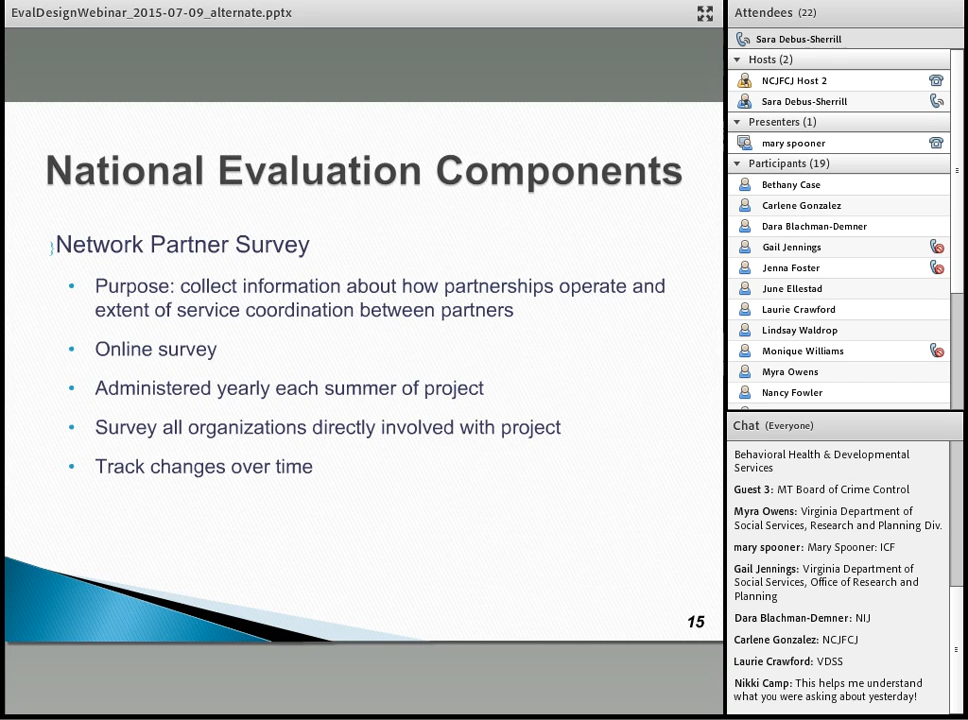 EvalDesignWebinar_2015-07-09_alternate.pptx
National Evaluation Components
Network Partner Survey
• Purpose: collect information about how partnerships operate and
extent of service coordination between partners
• Online survey
• Administered yearly each summer of project
• Survey all organizations directly involved with project
• Track changes over time
15
Attendees (22)
Sara Debus-Sherrill
Hosts (2)
NCJFCJ Host 2
Sara Debus-Sherrill
Presenters (1)
mary spooner
Participants (19)
Bethany Case
Carlene Gonzalez
Dara Blachman-Demner
Gail Jennings
Jenna Foster
June Ellestad
Laurie Crawford
Lindsay Waldrop
Monique Williams
Myra Owens
Nancy Fowler
Chat (Everyone)
Behavioral Health & Developmental
Services
Guest 3: MT Board of Crime Control
Myra Owens: Virginia Department of
Social Services, Research and Planning Div.
mary spooner: Mary Spooner: ICF
Gail Jennings: Virginia Department of
Social Services, Office of Research and
Planning
Dara Blachman-Demner: NIJ
Carlene Gonzalez: NCJFCJ
Laurie Crawford: VDSS
Nikki Camp: This helps me understand
what you were asking about yesterday!